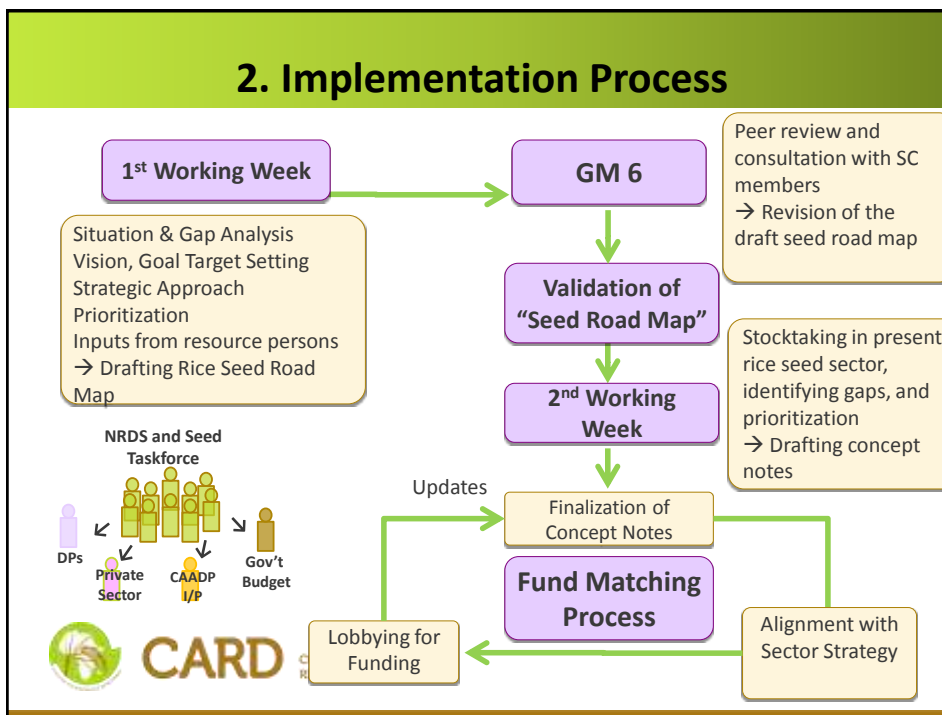 2. Implementation Process
1st Working Week
GM 6
Peer review and
consultation with SC
members
→ Revision of the
draft seed road map
Situation & Gap Analysis
Vision, Goal Target Setting
Strategic Approach
Prioritization
Inputs from resource persons
→ Drafting Rice Seed Road
Map
Validation of
“Seed Road Map”
Stocktaking in present
rice seed sector,
identifying gaps, and
prioritization
→ Drafting concept
notes
2nd Working
Week
NRDS and Seed
Taskforce
DPs
Private
Sector
CAADP
I/P
Gov’t
Budget
Updates
Finalization of
Concept Notes
Fund Matching
Process
Lobbying for
Funding
Alignment with
Sector Strategy
CARD